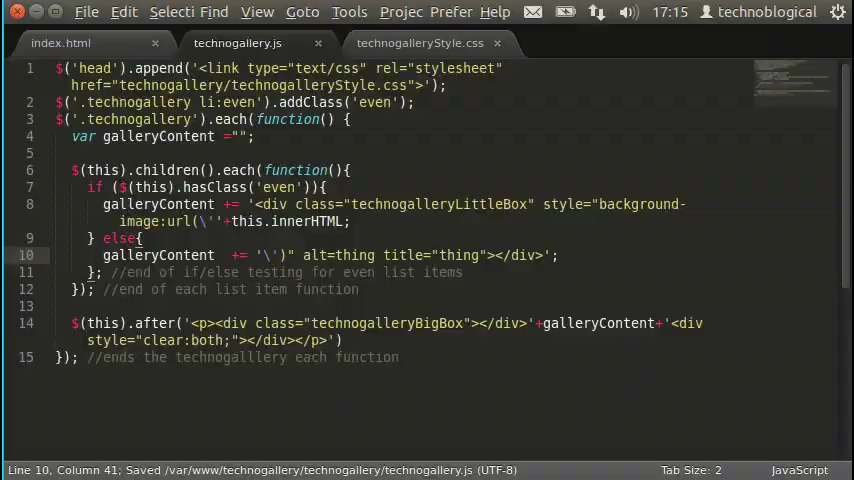 File Edit Selecti Find View Goto Tools Projec Prefer Help 17:15 technoblogical
index.html × technogallery.js × technogalleryStyle.css ×
1 $('head').append('<link type="text/css" rel="stylesheet"
href="technogallery/technogalleryStyle.css">');
2 $('.technogallery li:even').addClass('even');
3 $('.technogallery').each(function() {
4 var galleryContent ="";
5
6 $(this).children().each(function(){
7 if ($(this).hasClass('even')){
8 galleryContent += '<div class="technogalleryLittleBox" style="background-
image:url(\''+this.innerHTML;
9 } else{
10 galleryContent  += '\')" alt=thing title="thing"></div>';
11 }; //end of if/else testing for even list items
12 }); //end of each list item function
13
14 $(this).after('<p><div class="technogalleryBigBox"></div>'+galleryContent+'<div
style="clear:both;"></div></p>')
15 }); //ends the technogalllery each function
Line 10, Column 41; Saved /var/www/technogallery/technogallery/technogallery.js (UTF-8) Tab Size: 2 JavaScript